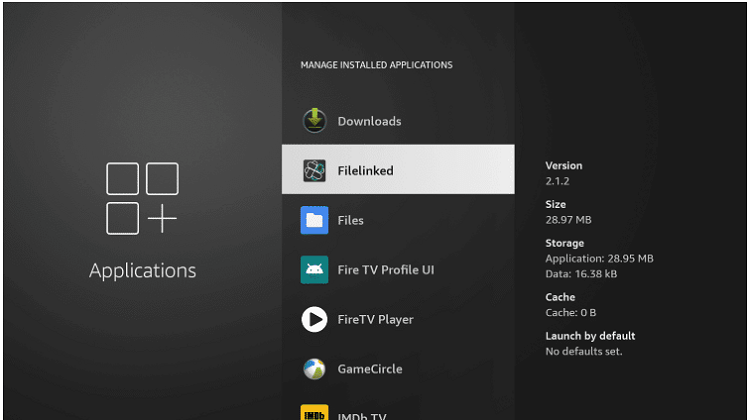 MANAGE INSTALLED APPLICATIONS
Downloads
Filelinked
Files
Fire TV Profile UI
FireTV Player
GameCircle
IMDb
IMDb TV
Applications
Version
2.1.2
Size
28.97 MB
Storage
Application: 28.95 MB
Data: 16.38 kB
Cache
Cache: 0 B
Launch by default
No defaults set.